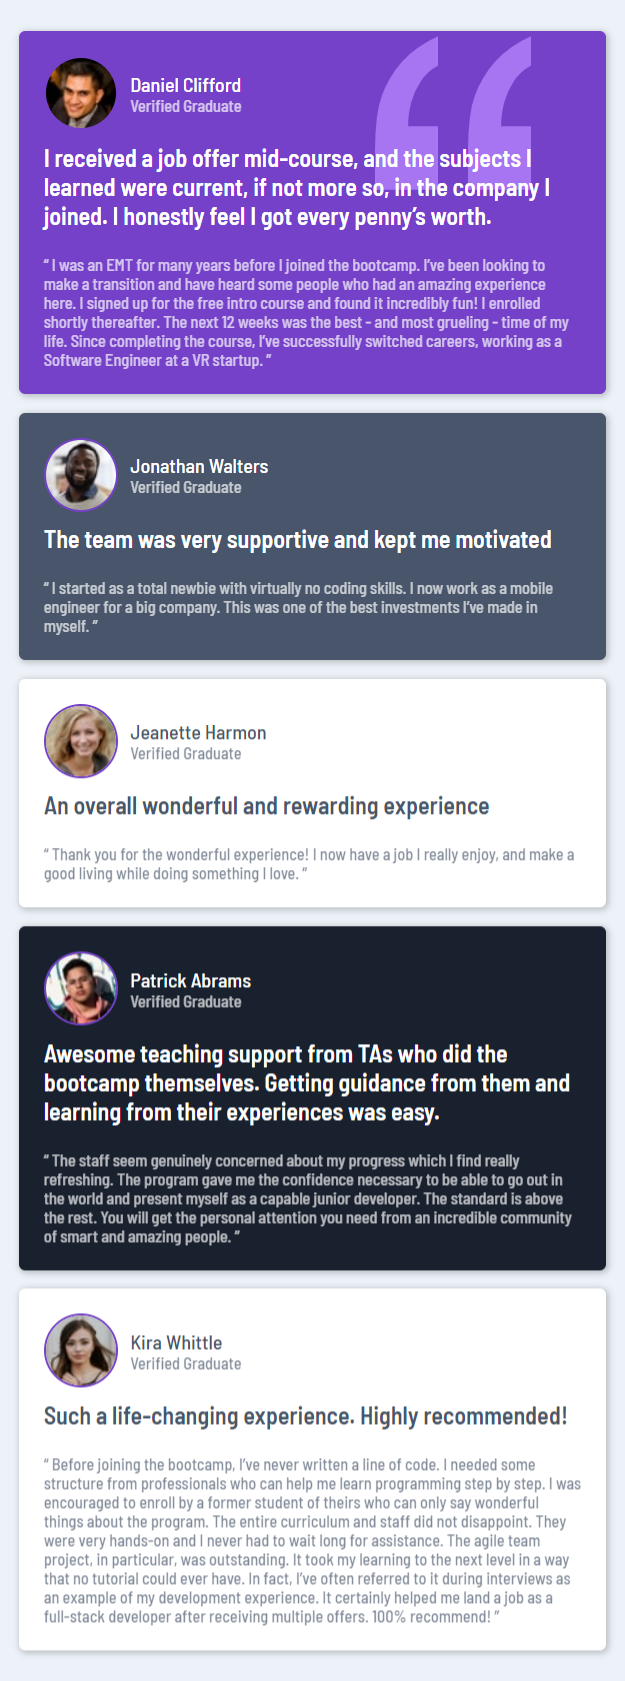 Daniel Clifford
Verified Graduate
I received a job offer mid-course, and the subjects I
learned were current, if not more so, in the company I
joined. I honestly feel I got every penny’s worth.
“ I was an EMT for many years before I joined the bootcamp. I’ve been looking to
make a transition and have heard some people who had an amazing experience
here. I signed up for the free intro course and found it incredibly fun! I enrolled
shortly thereafter. The next 12 weeks was the best - and most grueling - time of my
life. Since completing the course, I’ve successfully switched careers, working as a
Software Engineer at a VR startup. ”
Jonathan Walters
Verified Graduate
The team was very supportive and kept me motivated
“ I started as a total newbie with virtually no coding skills. I now work as a mobile
engineer for a big company. This was one of the best investments I’ve made in
myself. ”
Jeanette Harmon
Verified Graduate
An overall wonderful and rewarding experience
“ Thank you for the wonderful experience! I now have a job I really enjoy, and make a
good living while doing something I love. ”
Patrick Abrams
Verified Graduate
Awesome teaching support from TAs who did the
bootcamp themselves. Getting guidance from them and
learning from their experiences was easy.
“ The staff seem genuinely concerned about my progress which I find really
refreshing. The program gave me the confidence necessary to be able to go out in
the world and present myself as a capable junior developer. The standard is above
the rest. You will get the personal attention you need from an incredible community
of smart and amazing people. ”
Kira Whittle
Verified Graduate
Such a life-changing experience. Highly recommended!
“ Before joining the bootcamp, I’ve never written a line of code. I needed some
structure from professionals who can help me learn programming step by step. I was
encouraged to enroll by a former student of theirs who can only say wonderful
things about the program. The entire curriculum and staff did not disappoint. They
were very hands-on and I never had to wait long for assistance. The agile team
project, in particular, was outstanding. It took my learning to the next level in a way
that no tutorial could ever have. In fact, I’ve often referred to it during interviews as
an example of my development experience. It certainly helped me land a job as a
full-stack developer after receiving multiple offers. 100% recommend! ”